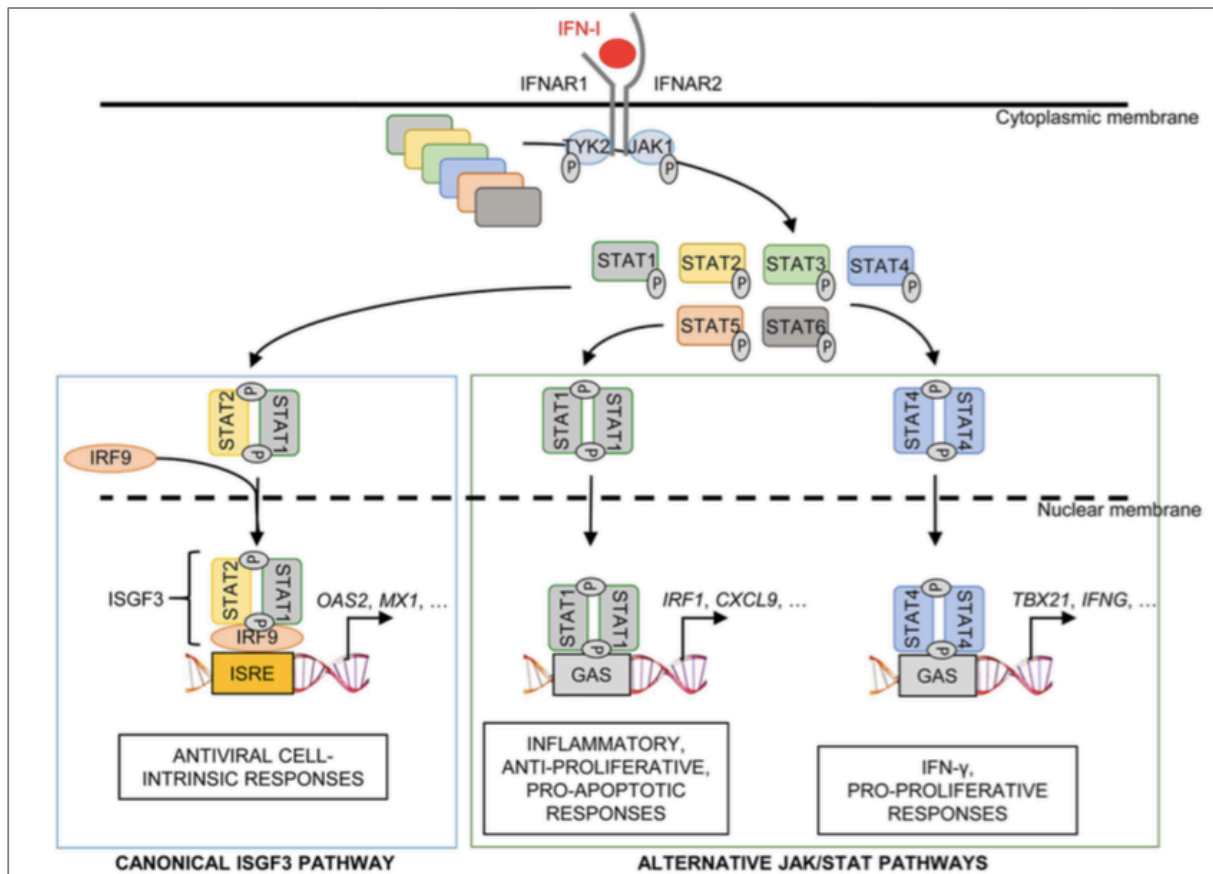 IFN-I
IFNAR1
IFNAR2
Cytoplasmic membrane
TYK2
JAK1
P
P
STAT1
P
STAT2
P
STAT3
P
STAT4
P
STAT5
P
STAT6
P
STAT2
P
P
STAT1
STAT1
P
P
STAT1
STAT4
P
P
STAT4
IRF9
Nuclear membrane
ISGF3
STAT2
P
P
STAT1
IRF9
ISRE
OAS2, MX1, ...
STAT1
P
P
STAT1
GAS
IRF1, CXCL9, ...
STAT4
P
P
STAT4
GAS
TBX21, IFNG, ...
ANTIVIRAL CELL-
INTRINSIC RESPONSES
INFLAMMATORY,
ANTI-PROLIFERATIVE,
PRO-APOPTOTIC
RESPONSES
IFN-γ,
PRO-PROLIFERATIVE
RESPONSES
CANONICAL ISGF3 PATHWAY
ALTERNATIVE JAK/STAT PATHWAYS